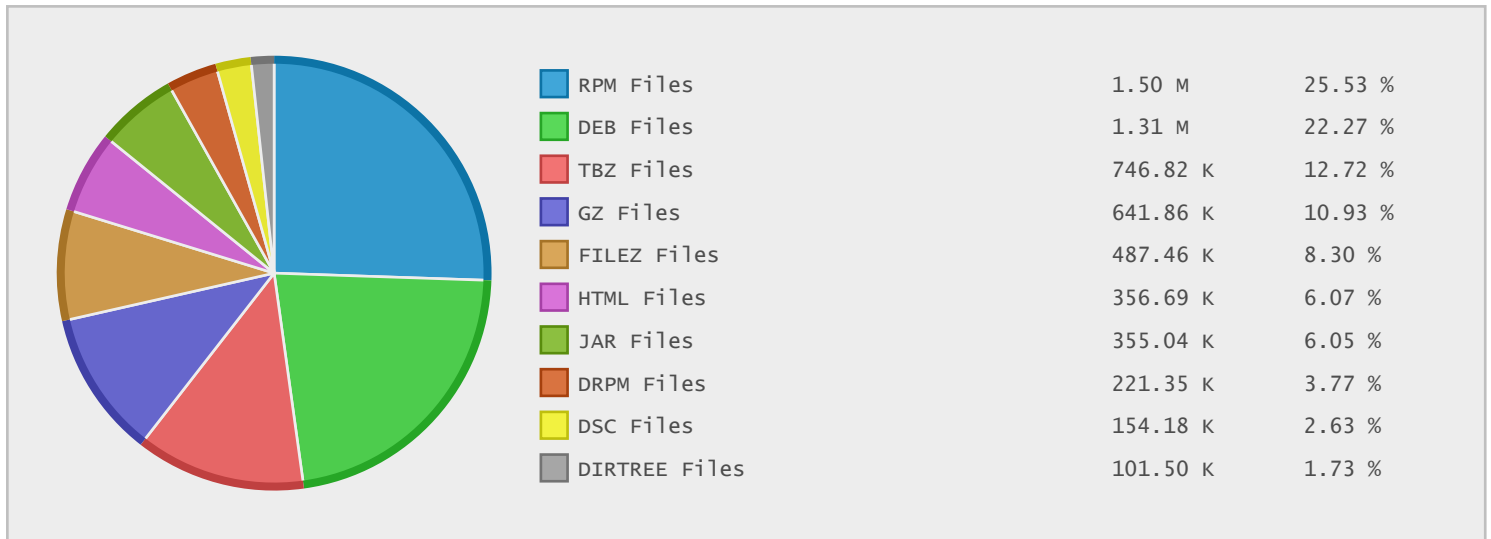 RPM Files 1.50 M 25.53 %
DEB Files 1.31 M 22.27 %
TBZ Files 746.82 K 12.72 %
GZ Files 641.86 K 10.93 %
FILEZ Files 487.46 K 8.30 %
HTML Files 356.69 K 6.07 %
JAR Files 355.04 K 6.05 %
DRPM Files 221.35 K 3.77 %
DSC Files 154.18 K 2.63 %
DIRTREE Files 101.50 K 1.73 %